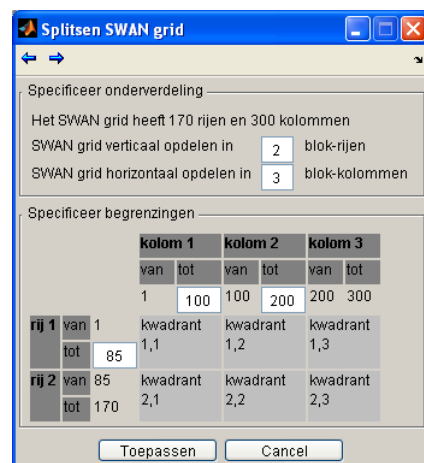 Splitsen SWAN grid
Specificeer onderverdeling
Het SWAN grid heeft 170 rijen en 300 kolommen
SWAN grid verticaal opdelen in 2 blok-rijen
SWAN grid horizontaal opdelen in 3 blok-kolommen
Specificeer begrenzingen
kolom 1 kolom 2 kolom 3
van tot van tot van tot
1 100 100 200 200 300
rij 1 van 1 kwadrant kwadrant kwadrant
tot 85 1,1 1,2 1,3
rij 2 van 85 kwadrant kwadrant kwadrant
tot 170 2,1 2,2 2,3
Toepassen Cancel